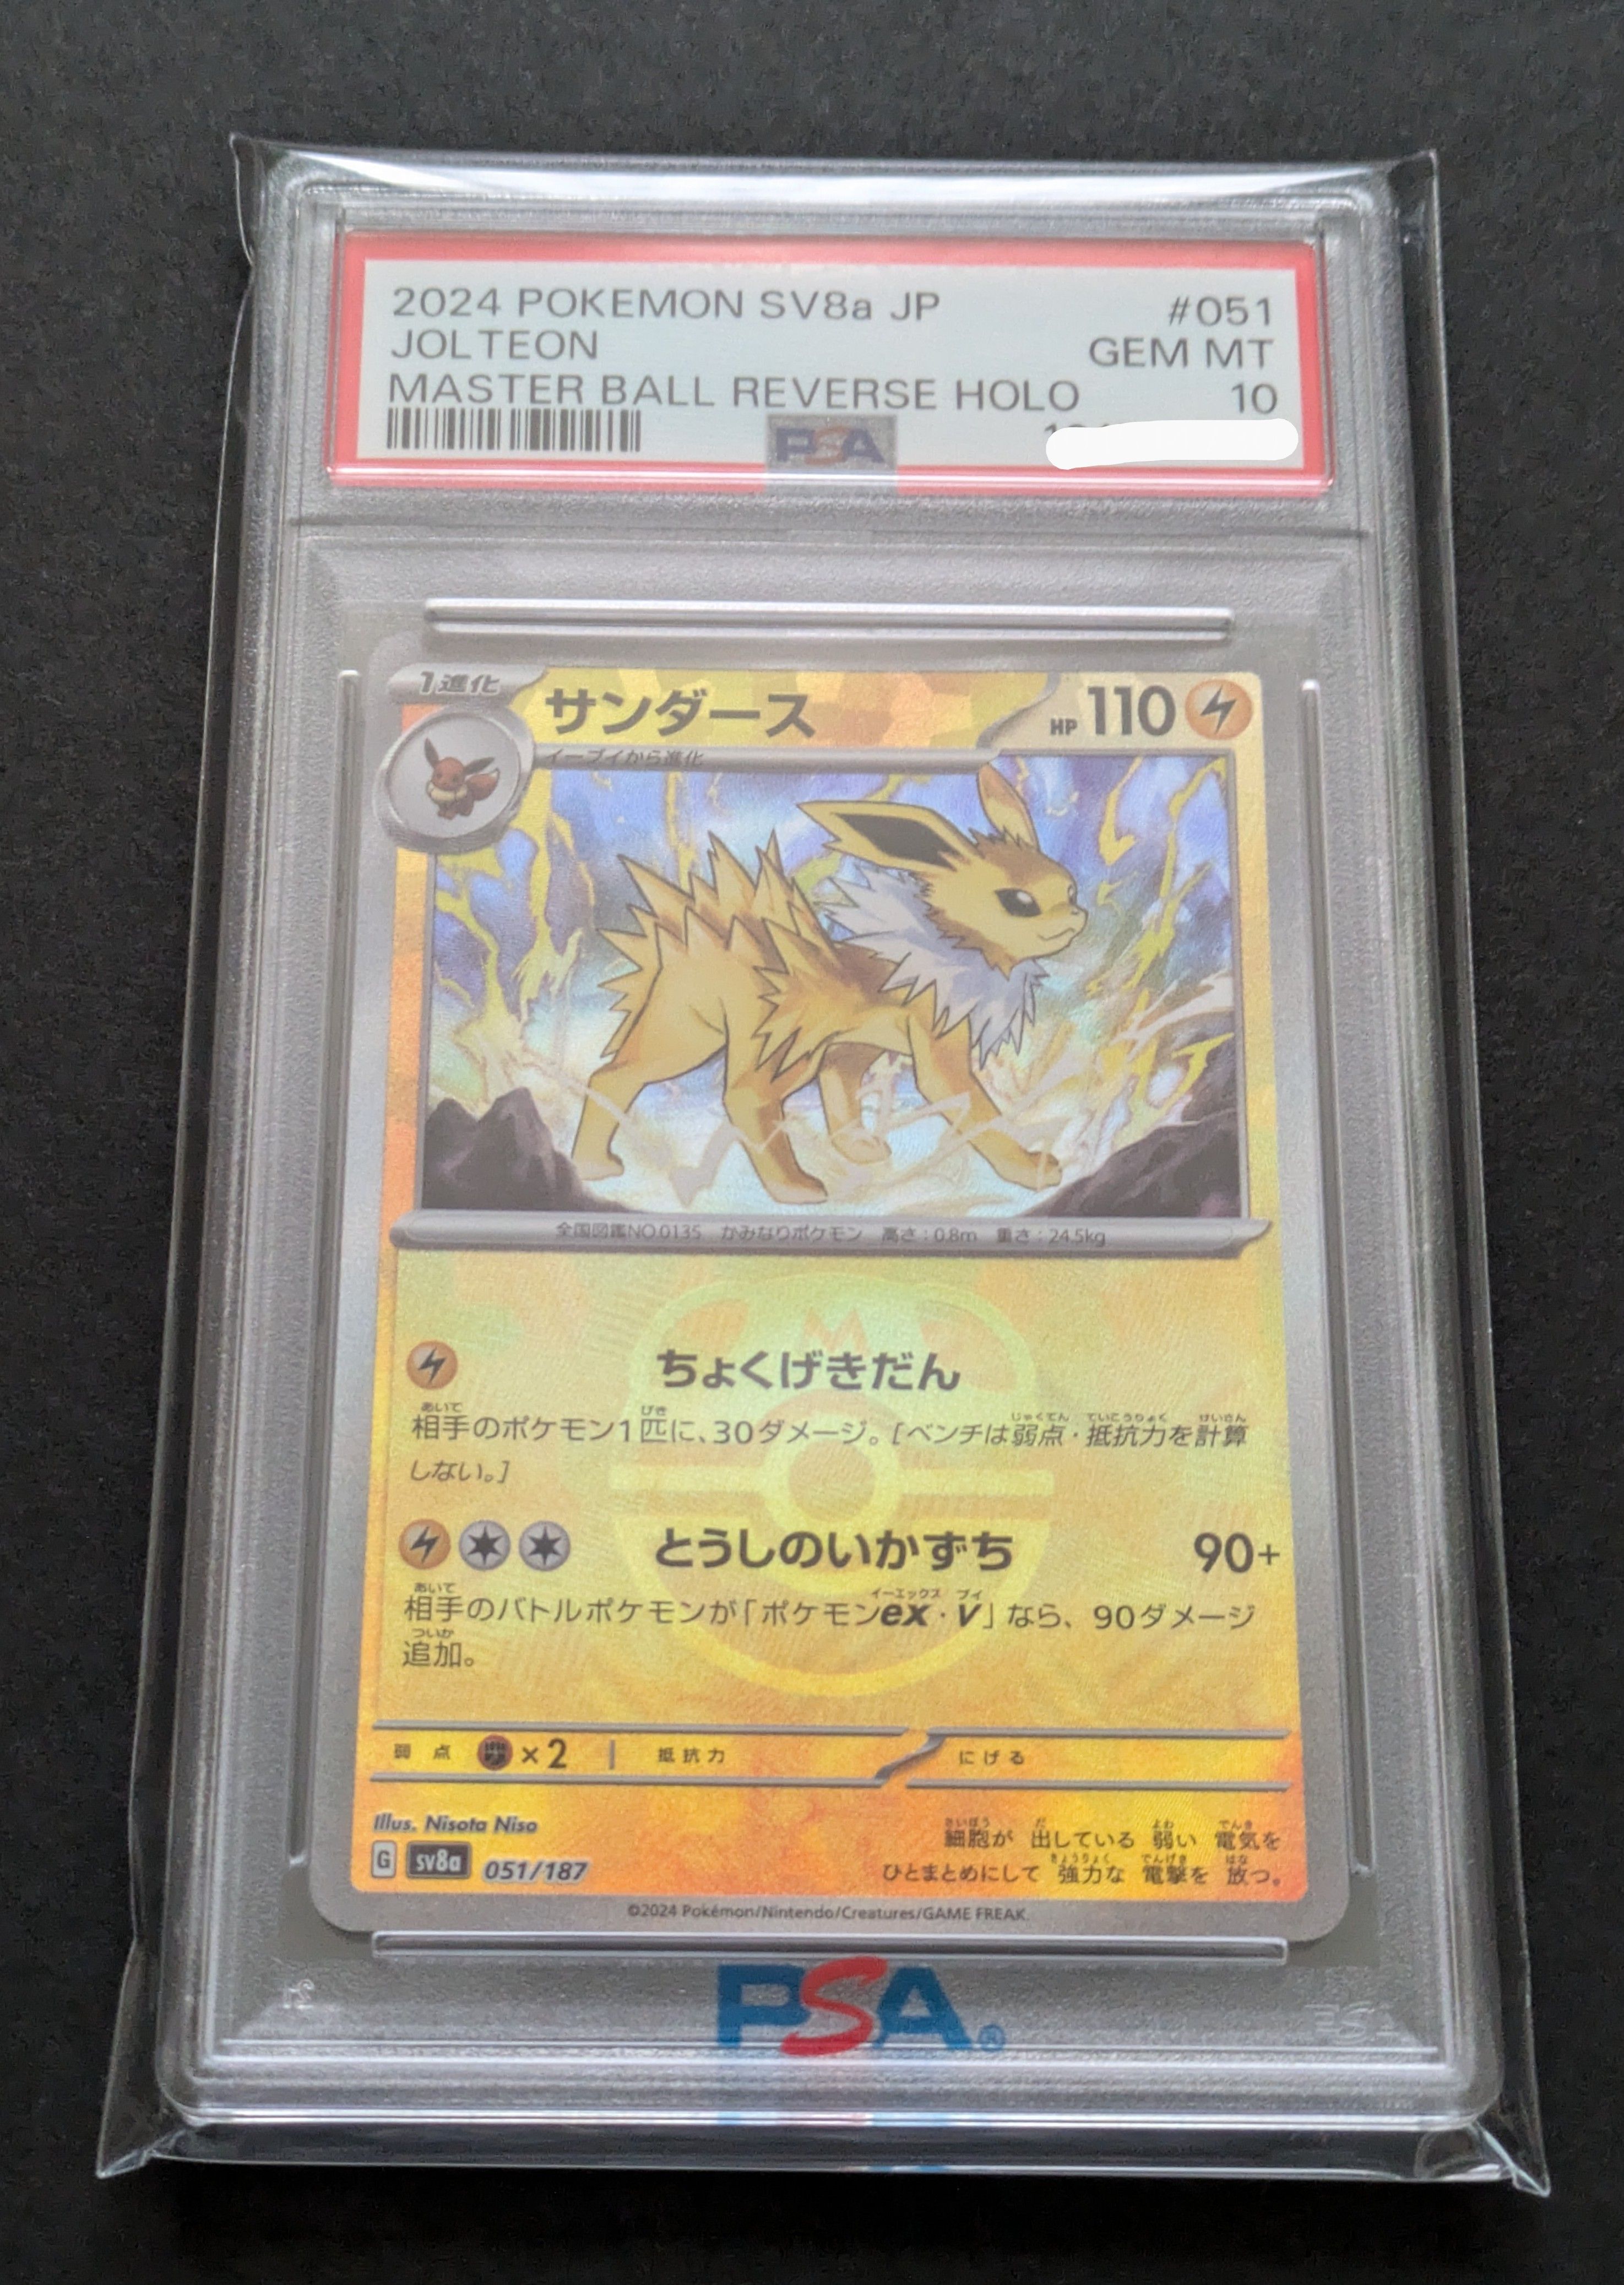 2024 POKEMON SV8a JP #051
JOLTEON GEM MT
MASTER BALL REVERSE HOLO 10
PSA
1進化 サンダース HP 110
イーブイから進化
全国図鑑NO.0135 かみなりポケモン 高さ:0.8m 重さ:24.5kg
M
ちょくげきだん
相手のポケモン1匹に、30ダメージ。[ベンチは弱点・抵抗力を計算
しない。]
とうしのいかずち 90+
相手のバトルポケモンが「ポケモンex・V」なら、90ダメージ
追加。
弱点 ×2 抵抗力 にげる
Illus. Nisota Niso
細胞が 出している 弱い 電気を
G sv8a 051/187 ひとまとめにして 強力な 電撃を 放つ。
©2024 Pokémon/Nintendo/Creatures/GAME FREAK.
PSA®